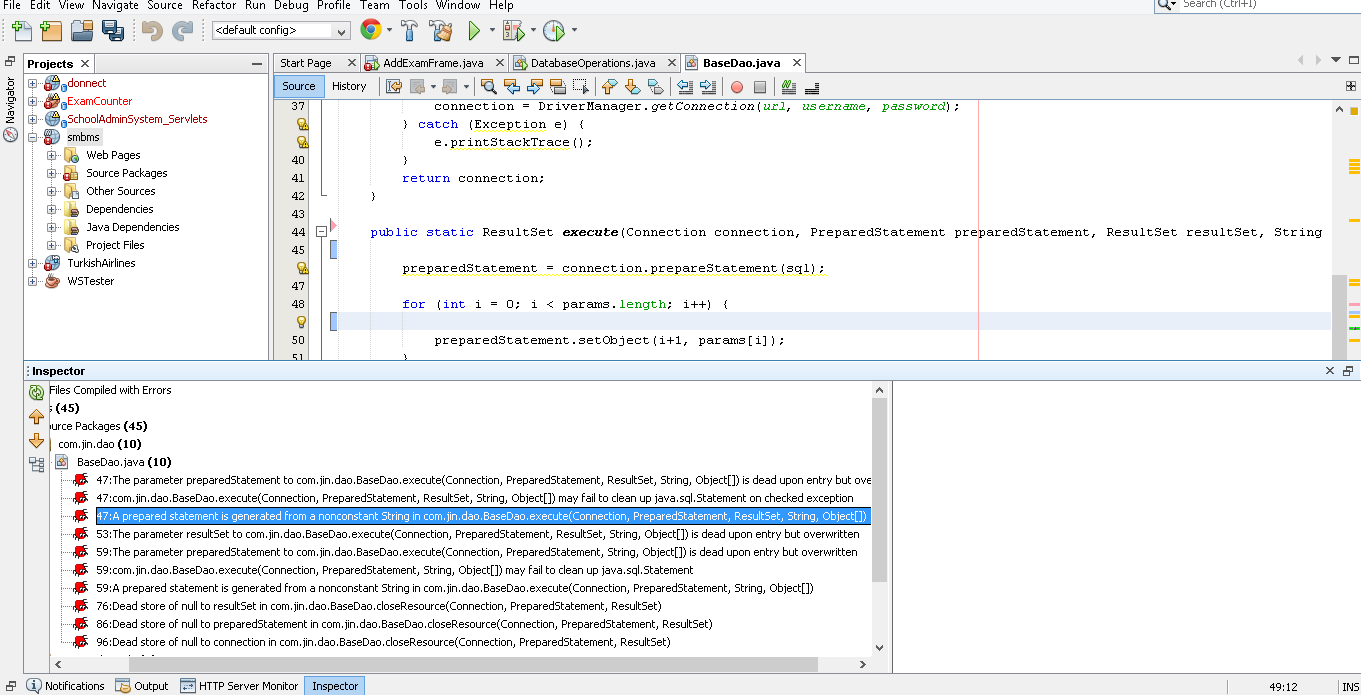 File Edit View Navigate Source Refactor Run Debug Profile Team Tools Window Help
Search (Ctrl+I)
<default config>
Projects
Navigator
donnect
ExamCounter
SchoolAdminSystem_Servlets
smbms
Web Pages
Source Packages
Other Sources
Dependencies
Java Dependencies
Project Files
TurkishAirlines
WSTester
Start Page AddExamFrame.java DatabaseOperations.java BaseDao.java
Source History
37 connection = DriverManager.getConnection(url, username, password);
} catch (Exception e) {
e.printStackTrace();
40 }
41 return connection;
42 }
43
44 public static ResultSet execute(Connection connection, PreparedStatement preparedStatement, ResultSet resultSet, String
45
preparedStatement = connection.prepareStatement(sql);
47
48 for (int i = 0; i < params.length; i++) {
50 preparedStatement.setObject(i+1, params[i]);
51 }
Inspector
Files Compiled with Errors
s (45)
ource Packages (45)
com.jin.dao (10)
BaseDao.java (10)
47:The parameter preparedStatement to com.jin.dao.BaseDao.execute(Connection, PreparedStatement, ResultSet, String, Object[]) is dead upon entry but ove
47:com.jin.dao.BaseDao.execute(Connection, PreparedStatement, ResultSet, String, Object[]) may fail to clean up java.sql.Statement on checked exception
47:A prepared statement is generated from a nonconstant String in com.jin.dao.BaseDao.execute(Connection, PreparedStatement, ResultSet, String, Object[])
53:The parameter resultSet to com.jin.dao.BaseDao.execute(Connection, PreparedStatement, ResultSet, String, Object[]) is dead upon entry but overwritten
59:The parameter preparedStatement to com.jin.dao.BaseDao.execute(Connection, PreparedStatement, String, Object[]) is dead upon entry but overwritten
59:com.jin.dao.BaseDao.execute(Connection, PreparedStatement, String, Object[]) may fail to clean up java.sql.Statement
59:A prepared statement is generated from a nonconstant String in com.jin.dao.BaseDao.execute(Connection, PreparedStatement, String, Object[])
76:Dead store of null to resultSet in com.jin.dao.BaseDao.closeResource(Connection, PreparedStatement, ResultSet)
86:Dead store of null to preparedStatement in com.jin.dao.BaseDao.closeResource(Connection, PreparedStatement, ResultSet)
96:Dead store of null to connection in com.jin.dao.BaseDao.closeResource(Connection, PreparedStatement, ResultSet)
Notifications Output HTTP Server Monitor Inspector
49:12 INS